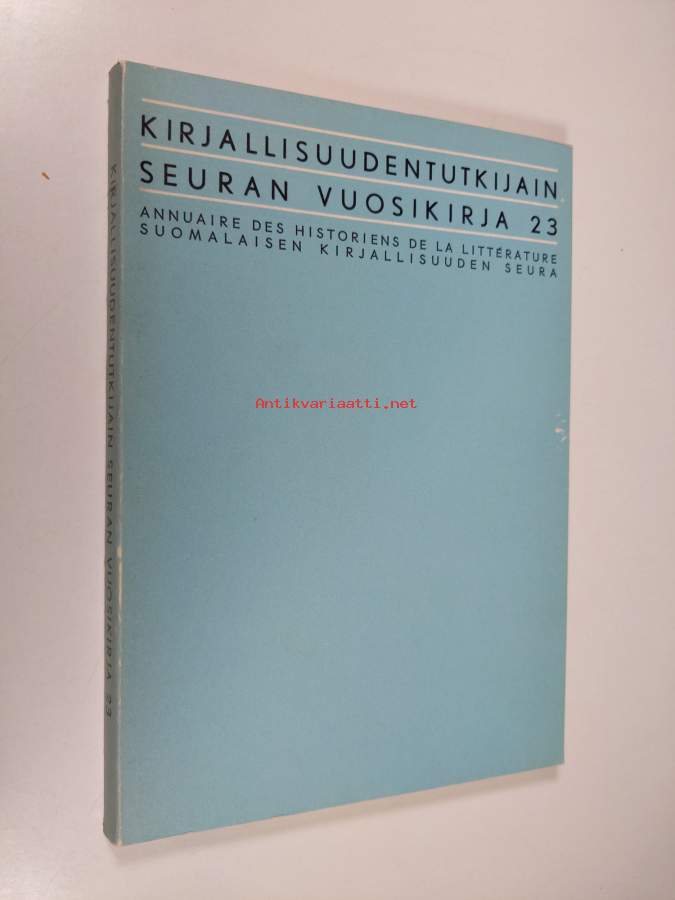 KIRJALLISUUDENTUTKIJAIN
SEURAN VUOSIKIRJA 23
ANNUAIRE DES HISTORIENS DE LA LITTÉRATURE
SUOMALAISEN KIRJALLISUUDEN SEURA
KIRJALLISUUDENTUTKIJAIN SEURAN VUOSIKIRJA 23
Antikvariaatti.net